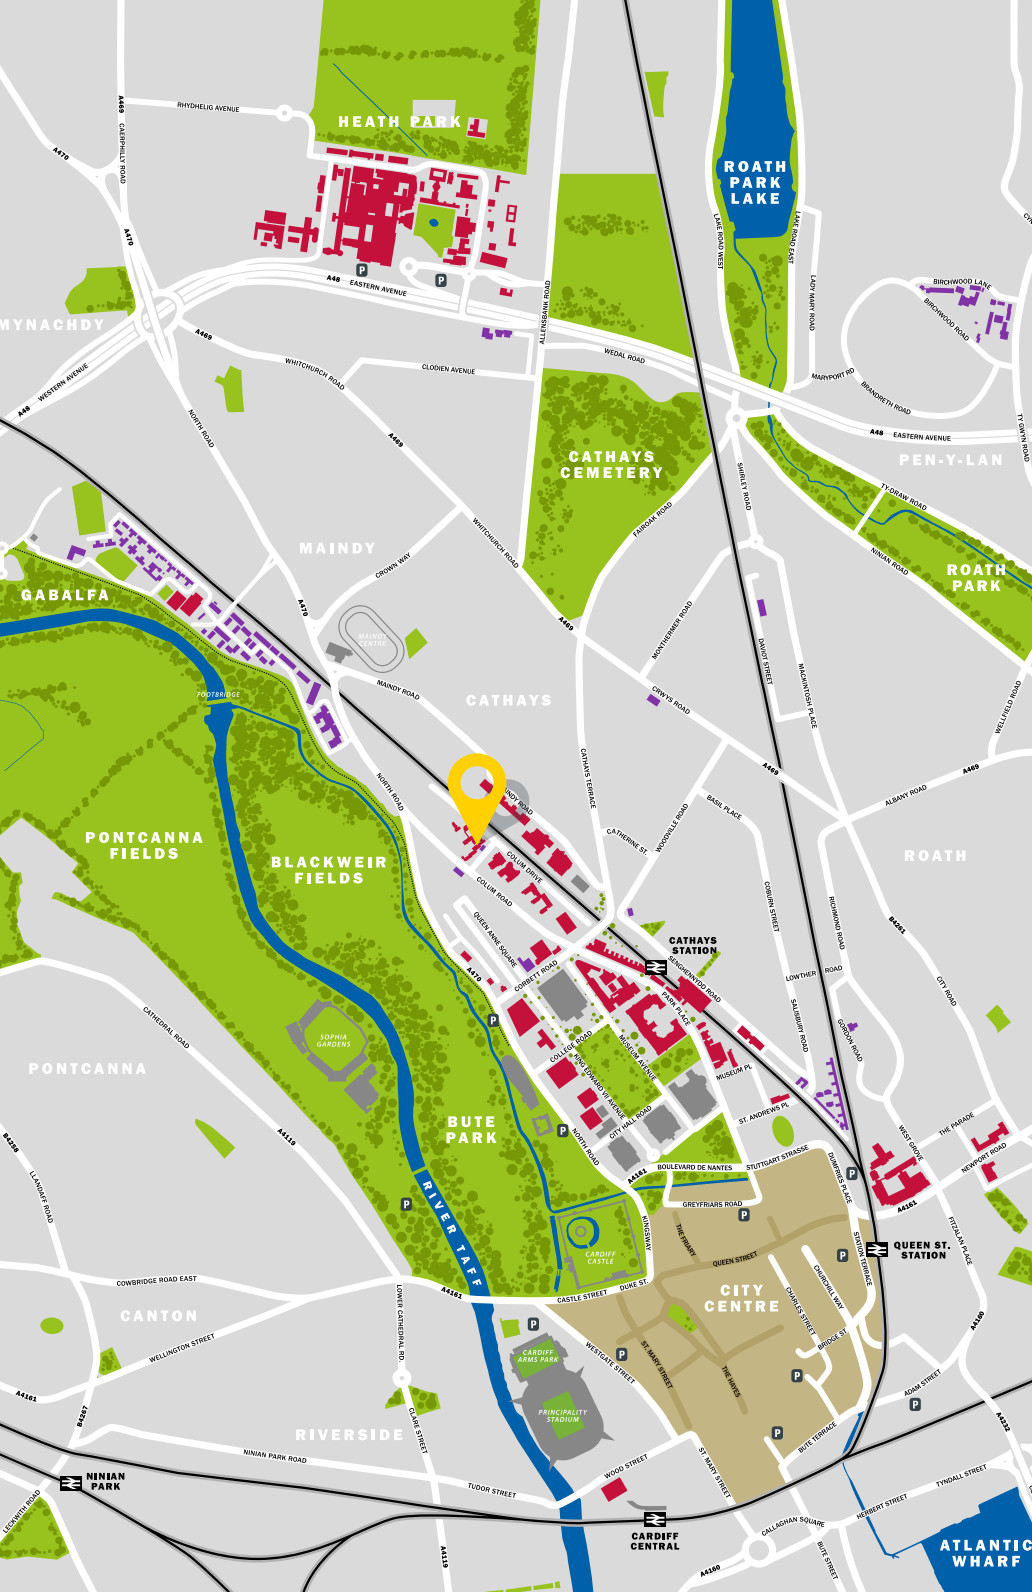 HEATH PARK
RHYDHELIG AVENUE
A469
CAERPHILLY ROAD
A470
A470
ROATH
PARK
LAKE
LAKE ROAD WEST
LAKE ROAD EAST
LADY MARY ROAD
BIRCHWOOD LANE
BIRCHWOOD ROAD
P
P
A48
EASTERN AVENUE
ALLENSBANK ROAD
MYNACHDY
A469
WHITCHURCH ROAD
CLODIEN AVENUE
WEDAL ROAD
MARYPORT RD
BRANDRETH ROAD
A48
WESTERN AVENUE
NORTH ROAD
A469
A48
EASTERN AVENUE
TY GWYN ROAD
PEN-Y-LAN
CATHAYS
CEMETERY
SHIRLEY ROAD
TY-DRAW ROAD
FAIROAK ROAD
NINIAN ROAD
WHITCHURCH ROAD
MAINDY
CROWN WAY
ROATH
PARK
GABALFA
A470
A469
MAINDY
CENTRE
MONTHERMER ROAD
DAVIOT STREET
MACKINTOSH PLACE
WELLFIELD ROAD
FOOTBRIDGE
MAINDY ROAD
CATHAYS
CRWYS ROAD
CATHAYS TERRACE
A469
A469
ALBANY ROAD
NORTH ROAD
BASIL PLACE
WOODVILLE ROAD
CATHERINE ST.
PONTCANNA
FIELDS
BLACKWEIR
FIELDS
COLUM DRIVE
COLUM ROAD
ROATH
COBURN STREET
RICHMOND ROAD
B4261
QUEEN ANNE SQUARE
CATHAYS
STATION
SENGHENNYDD ROAD
CORBETT ROAD
A470
PARK PLACE
LOWTHER ROAD
CITY ROAD
SALISBURY ROAD
GORDON ROAD
CATHEDRAL ROAD
SOPHIA
GARDENS
P
COLLEGE ROAD
MUSEUM AVENUE
KING EDWARD VII AVENUE
MUSEUM PL
PONTCANNA
BUTE
PARK
P
NORTH ROAD
CITY HALL ROAD
ST. ANDREWS PL
WEST GROVE
THE PARADE
NEWPORT ROAD
B4258
A4119
LLANDAFF ROAD
A4161
BOULEVARD DE NANTES
STUTTGART STRASSE
DUMFRIES PLACE
P
P
GREYFRIARS ROAD
P
A4161
FITZALAN PLACE
RIVER TAFF
KINGSWAY
THE FRIARY
QUEEN STREET
STATION TERRACE
QUEEN ST.
STATION
CARDIFF
CASTLE
P
COWBRIDGE ROAD EAST
A4161
CASTLE STREET
DUKE ST.
CITY
CENTRE
CHARLES STREET
CHURCHILL WAY
BRIDGE ST
CANTON
WELLINGTON STREET
LOWER CATHEDRAL RD.
P
CARDIFF
ARMS PARK
WESTGATE STREET
P
ST. MARY STREET
THE HAYES
P
ADAM STREET
P
A4160
A4161
B4267
CLARE STREET
PRINCIPALITY
STADIUM
A4232
P
BUTE TERRACE
RIVERSIDE
NINIAN PARK ROAD
TUDOR STREET
WOOD STREET
ST. MARY STREET
NINIAN
PARK
LECKWITH ROAD
CARDIFF
CENTRAL
CALLAGHAN SQUARE
HERBERT STREET
TYNDALL STREET
A4119
A4160
BUTE STREET
ATLANTIC
WHARF